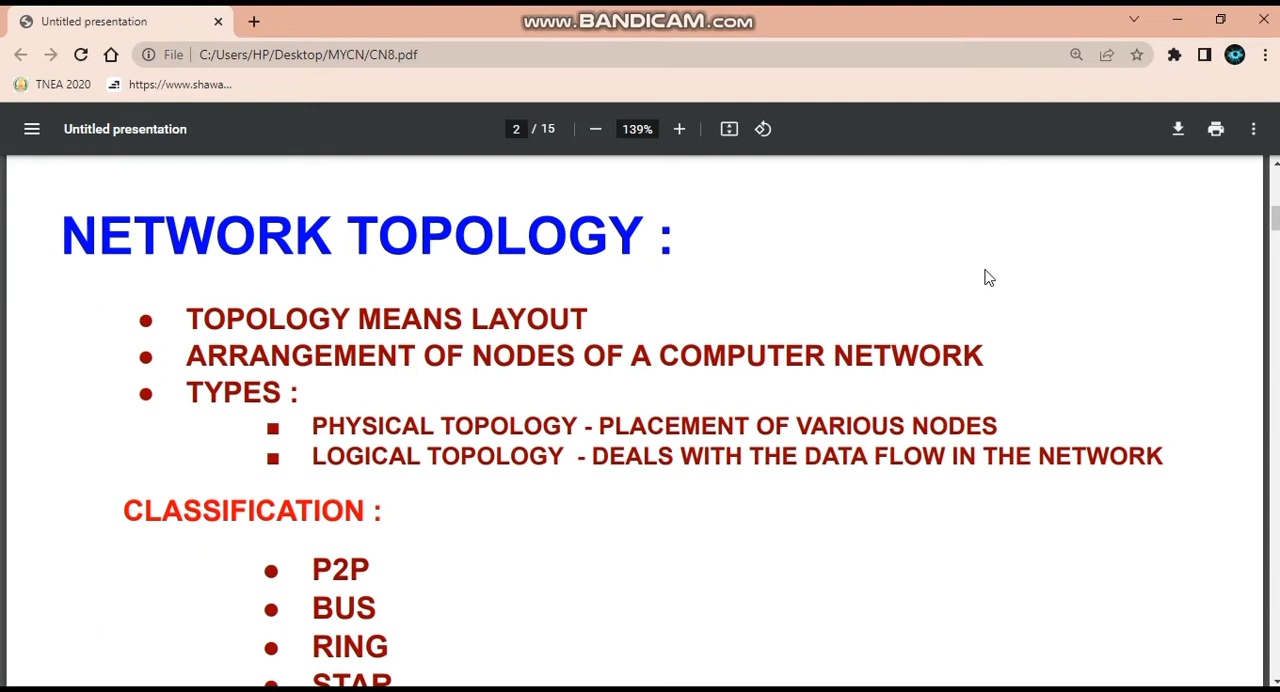 Untitled presentation
www.BANDICAM.com
File
C:/Users/HP/Desktop/MYCN/CN8.pdf
TNEA 2020
https://www.shawa...
Untitled presentation
2 / 15
139%
NETWORK TOPOLOGY :
● TOPOLOGY MEANS LAYOUT
● ARRANGEMENT OF NODES OF A COMPUTER NETWORK
● TYPES :
■ PHYSICAL TOPOLOGY - PLACEMENT OF VARIOUS NODES
■ LOGICAL TOPOLOGY - DEALS WITH THE DATA FLOW IN THE NETWORK
CLASSIFICATION :
● P2P
● BUS
● RING
● STAR